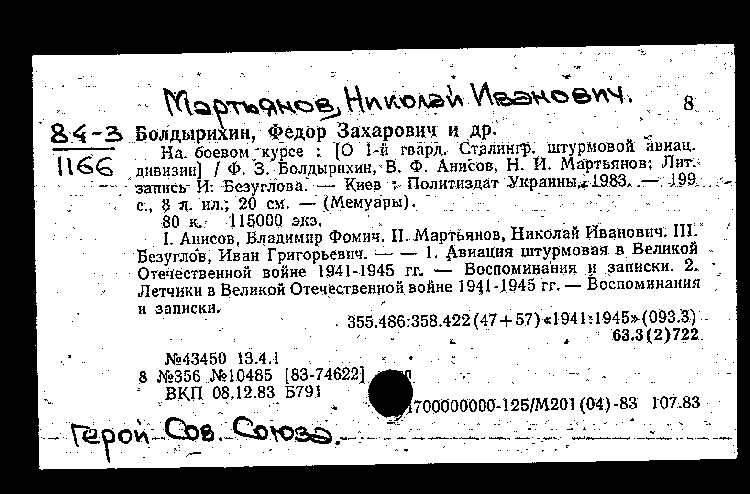 Мартьянов, Николай Иванович.
8
84-3
1166
Болдырихин, Федор Захарович и др.
На боевом курсе : [О 1-й гвард. Сталингр. штурмовой авиац.
дивизии] / Ф. З. Болдырихин, В. Ф. Анисов, Н. И. Мартьянов; Лит.
запись И. Безуглова. — Киев : Политиздат Украины, 1983. — 199
с., 8 л. ил.; 20 см. — (Мемуары).
80 к. 115000 экз.
I. Анисов, Владимир Фомич. II. Мартьянов, Николай Иванович. III.
Безуглов, Иван Григорьевич. — — 1. Авиация штурмовая в Великой
Отечественной войне 1941-1945 гг. — Воспоминания и записки. 2.
Летчики в Великой Отечественной войне 1941-1945 гг. — Воспоминания
и записки.
355.486:358.422(47+57)«1941:1945»(093.3)
63.3(2)722
№43450 13.4.1
8 №356 №10485 [83-74622]
ВКП 08.12.83 Б791
1700000000-125/М201(04)-83 107.83
Герой Сов. Союза.